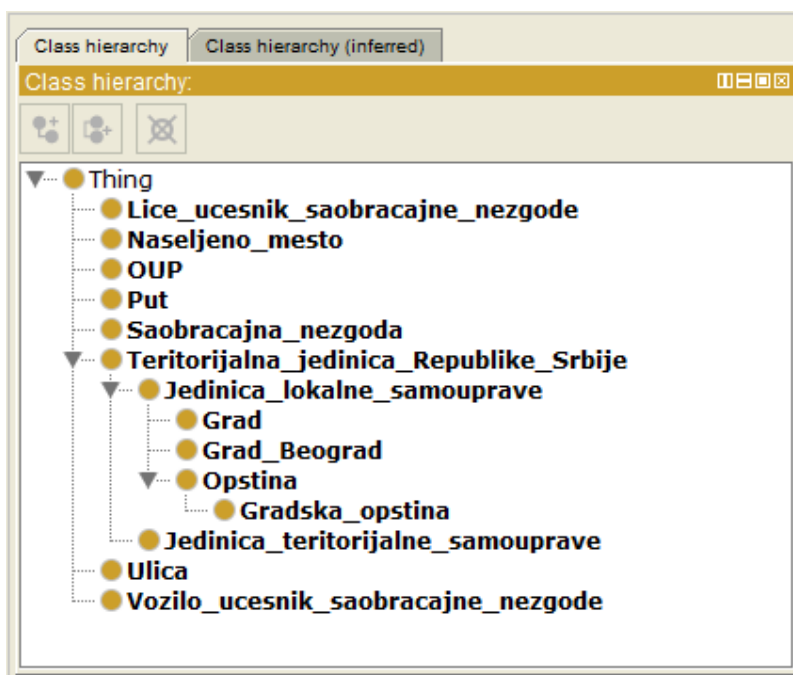 Class hierarchy Class hierarchy (inferred)
Class hierarchy:
Thing
Lice_ucesnik_saobracajne_nezgode
Naseljeno_mesto
OUP
Put
Saobracajna_nezgoda
Teritorijalna_jedinica_Republike_Srbije
Jedinica_lokalne_samouprave
Grad
Grad_Beograd
Opstina
Gradska_opstina
Jedinica_teritorijalne_samouprave
Ulica
Vozilo_ucesnik_saobracajne_nezgode